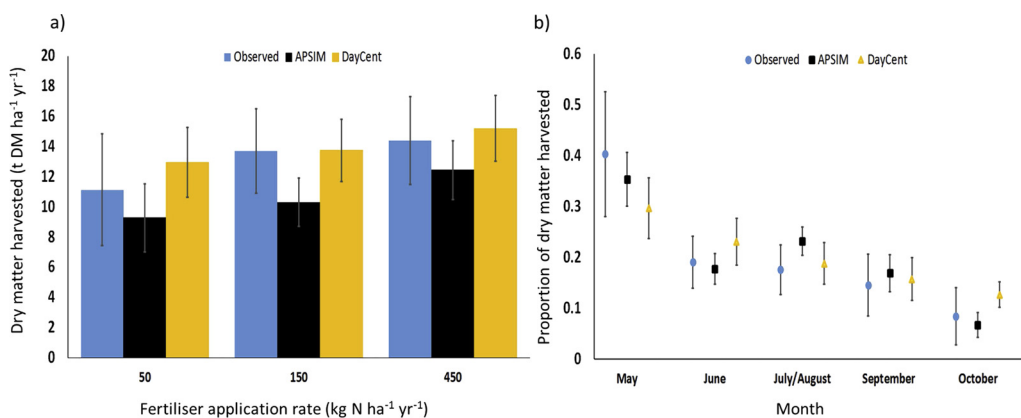 a)
Dry matter harvested (t DM ha⁻¹ yr⁻¹)
20
18
16
14
12
10
8
6
4
2
0
Observed APSIM DayCent
50 150 450
Fertiliser application rate (kg N ha⁻¹ yr⁻¹)
b)
Proportion of dry matter harvested
0.6
0.5
0.4
0.3
0.2
0.1
0
Observed APSIM DayCent
May June July/August September October
Month